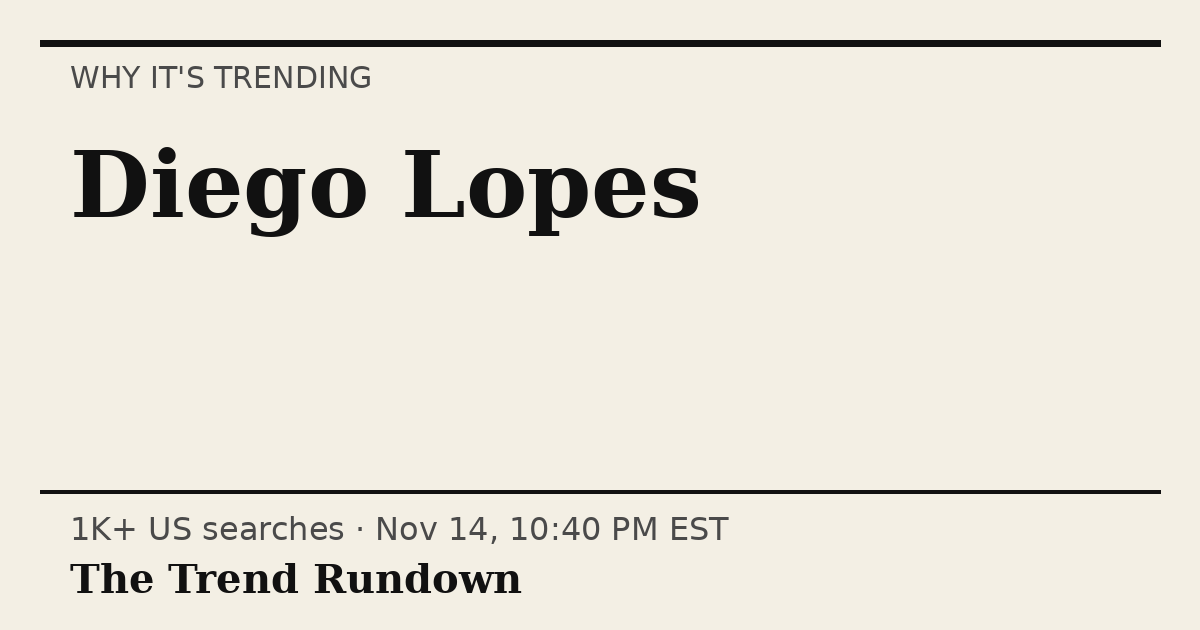 WHY IT'S TRENDING
Diego Lopes
1K+ US searches · Nov 14, 10:40 PM EST
The Trend Rundown